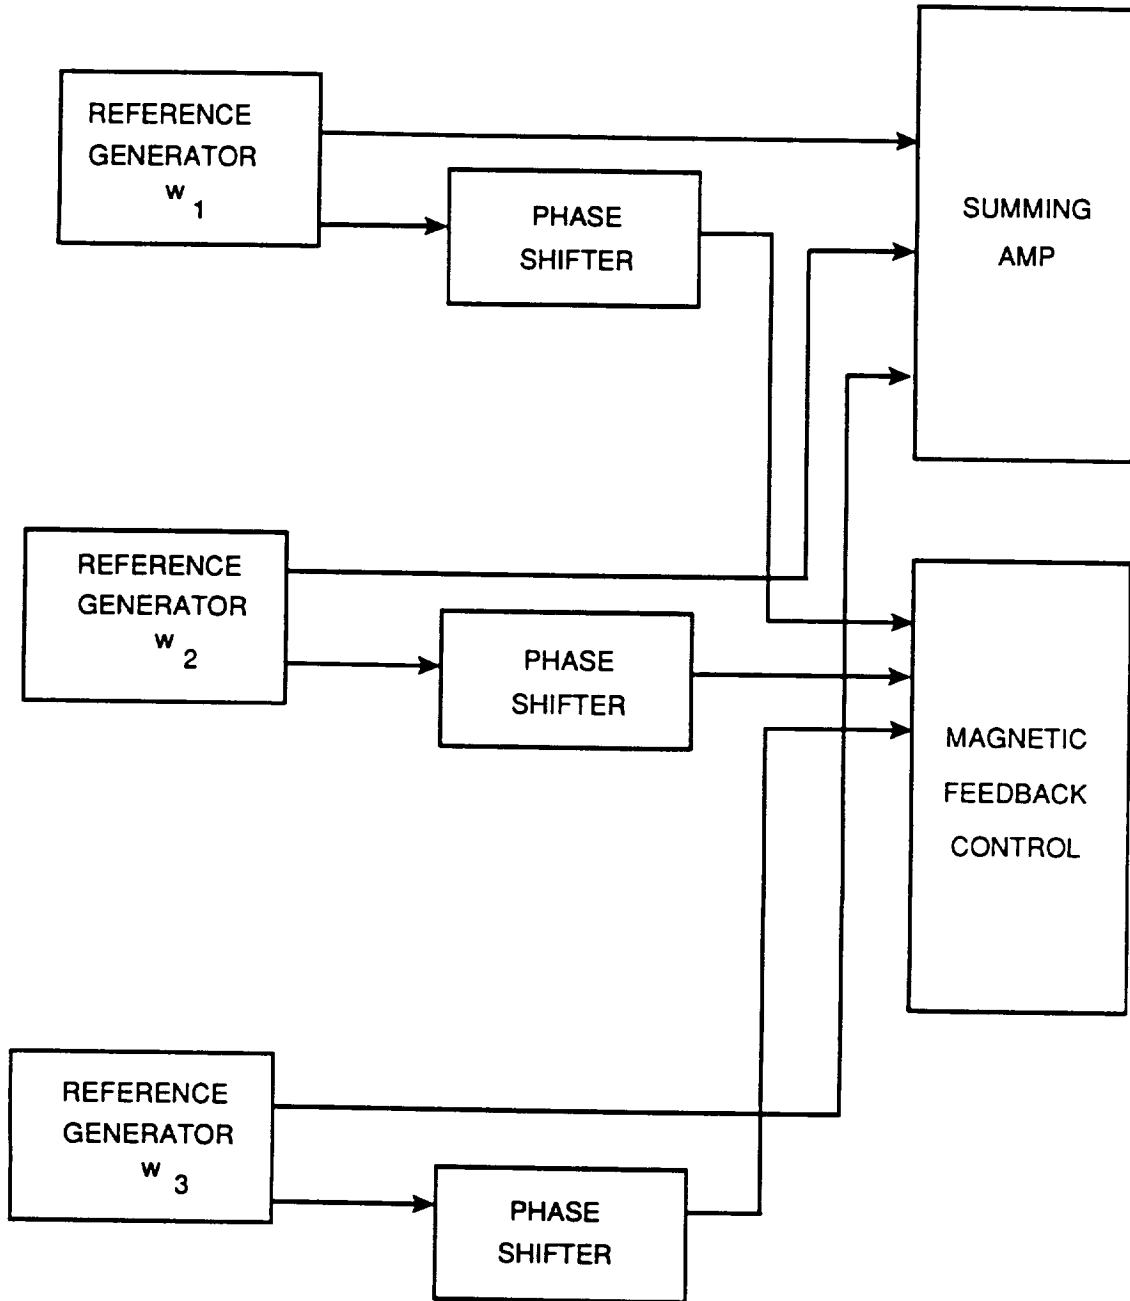 REFERENCE
GENERATOR
w 1
PHASE
SHIFTER
SUMMING
AMP
REFERENCE
GENERATOR
w 2
PHASE
SHIFTER
MAGNETIC
FEEDBACK
CONTROL
REFERENCE
GENERATOR
w 3
PHASE
SHIFTER